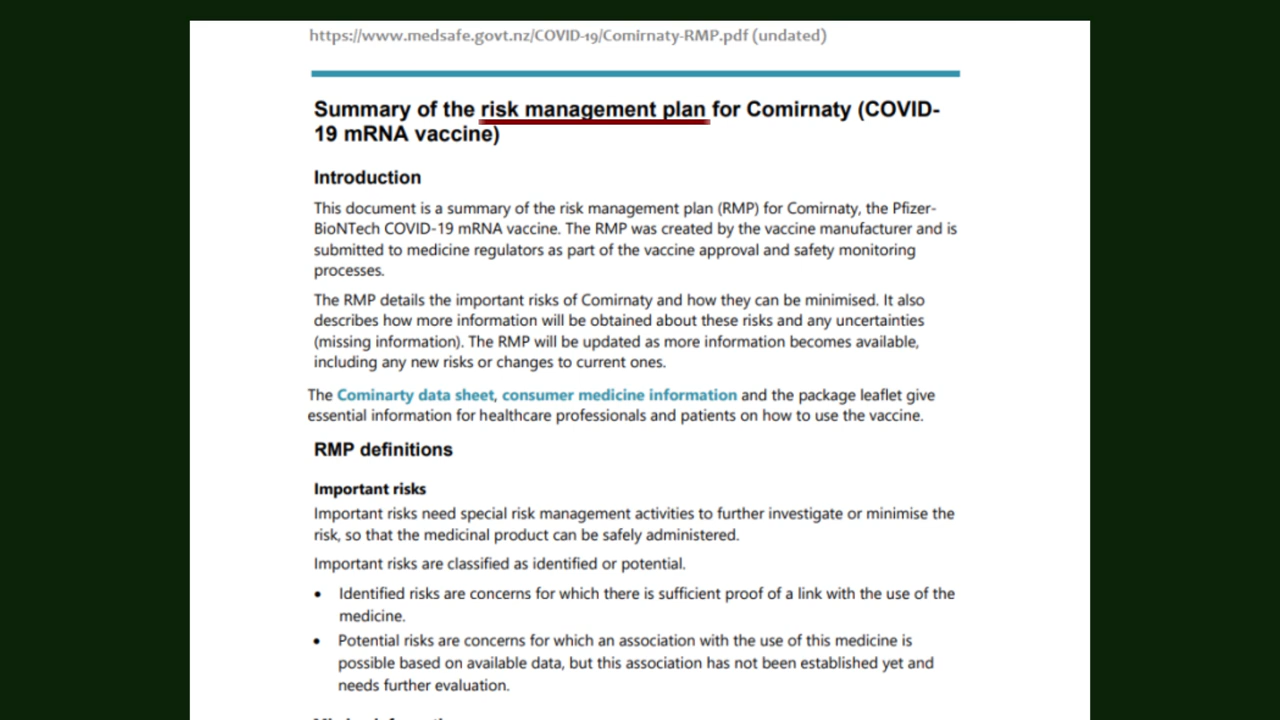 https://www.medsafe.govt.nz/COVID-19/Comirnaty-RMP.pdf (undated)
Summary of the risk management plan for Comirnaty (COVID-
19 mRNA vaccine)
Introduction
This document is a summary of the risk management plan (RMP) for Comirnaty, the Pfizer-
BioNTech COVID-19 mRNA vaccine. The RMP was created by the vaccine manufacturer and is
submitted to medicine regulators as part of the vaccine approval and safety monitoring
processes.
The RMP details the important risks of Comirnaty and how they can be minimised. It also
describes how more information will be obtained about these risks and any uncertainties
(missing information). The RMP will be updated as more information becomes available,
including any new risks or changes to current ones.
The Cominarty data sheet, consumer medicine information and the package leaflet give
essential information for healthcare professionals and patients on how to use the vaccine.
RMP definitions
Important risks
Important risks need special risk management activities to further investigate or minimise the
risk, so that the medicinal product can be safely administered.
Important risks are classified as identified or potential.
• Identified risks are concerns for which there is sufficient proof of a link with the use of the
medicine.
• Potential risks are concerns for which an association with the use of this medicine is
possible based on available data, but this association has not been established yet and
needs further evaluation.